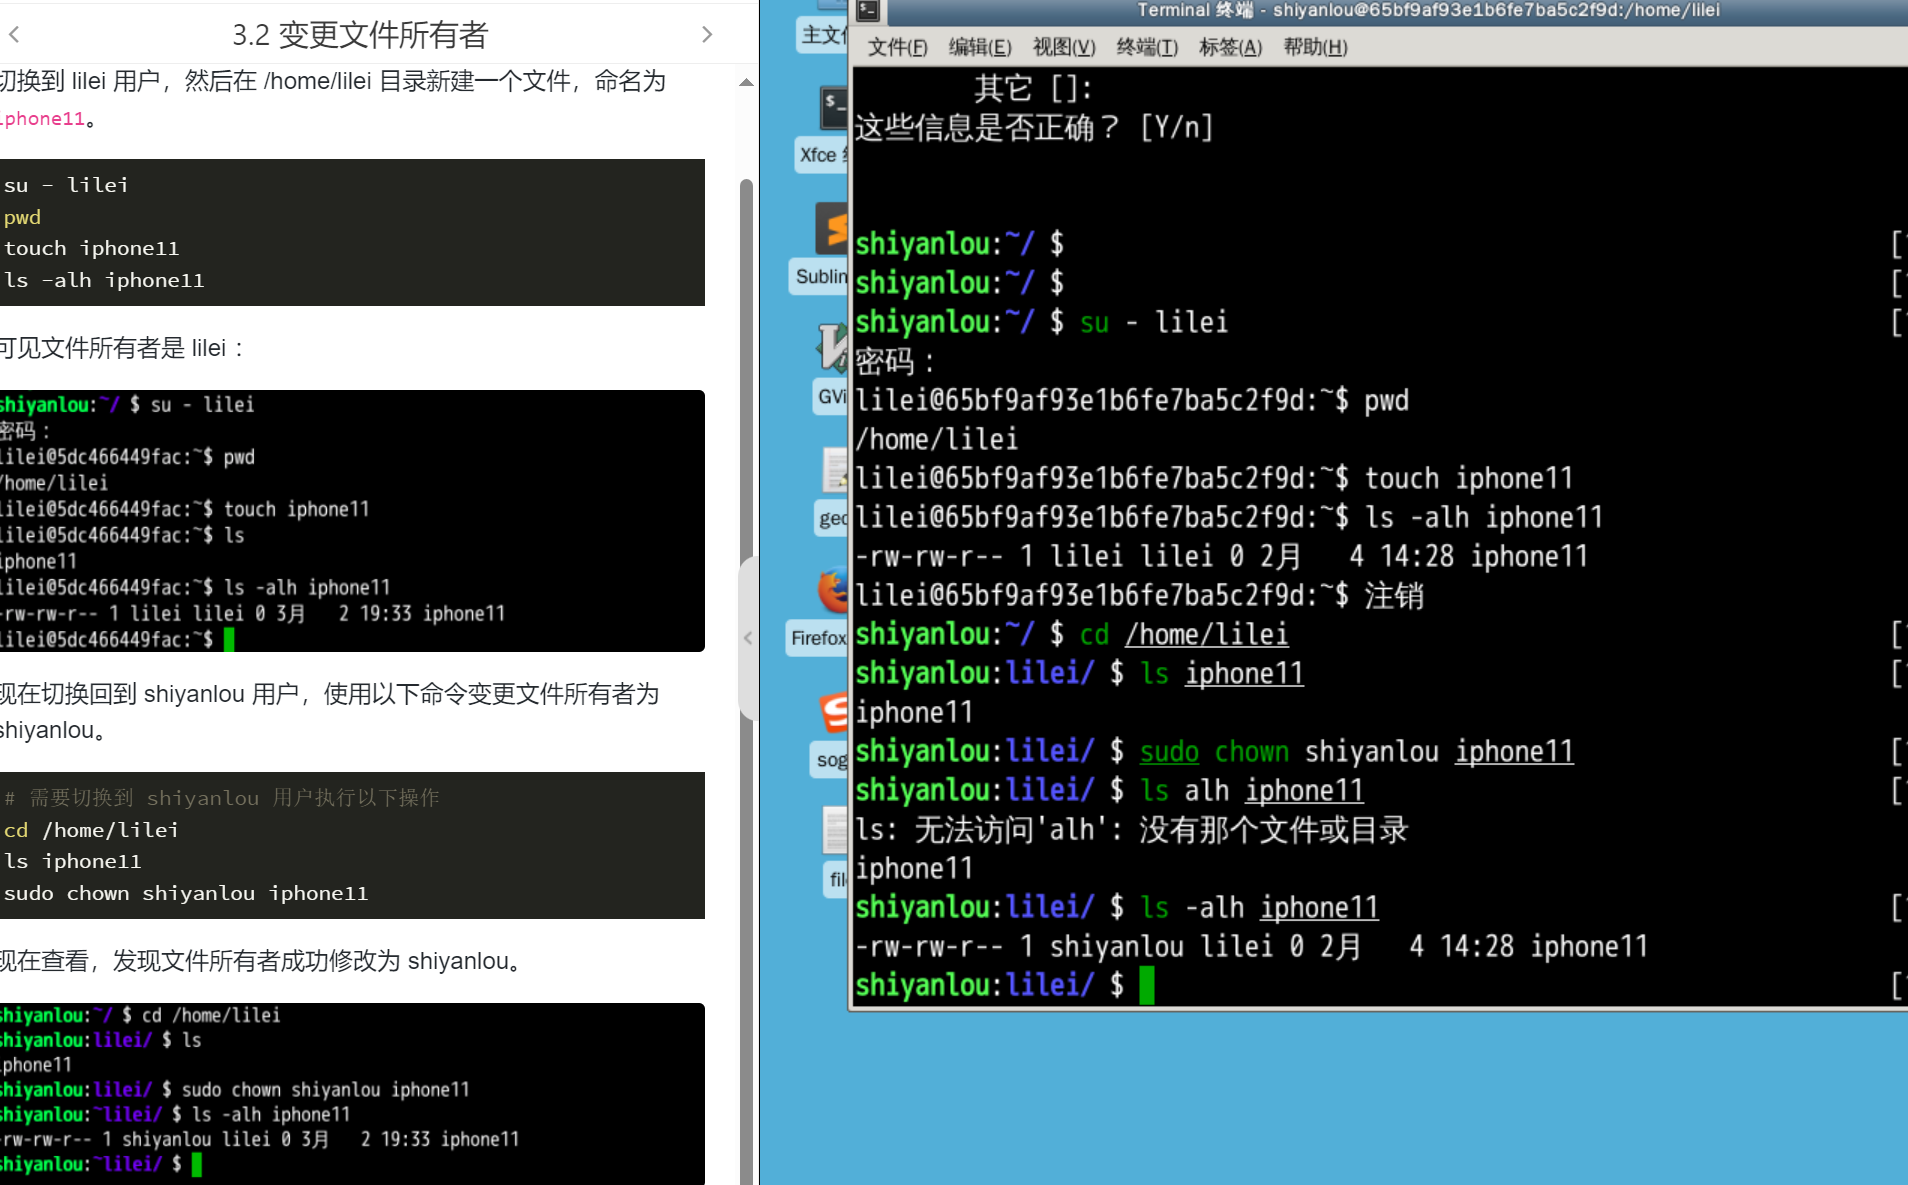 3.2 变更文件所有者
切换到 lilei 用户，然后在 /home/lilei 目录新建一个文件，命名为
iphone11。
su - lilei
pwd
touch iphone11
ls -alh iphone11
可见文件所有者是 lilei：
shiyanlou:~/ $ su - lilei
密码：
lilei@5dc466449fac:~$ pwd
/home/lilei
lilei@5dc466449fac:~$ touch iphone11
lilei@5dc466449fac:~$ ls
iphone11
lilei@5dc466449fac:~$ ls -alh iphone11
-rw-rw-r-- 1 lilei lilei 0 3月 2 19:33 iphone11
lilei@5dc466449fac:~$
现在切换回到 shiyanlou 用户，使用以下命令变更文件所有者为
shiyanlou。
# 需要切换到 shiyanlou 用户执行以下操作
cd /home/lilei
ls iphone11
sudo chown shiyanlou iphone11
现在查看，发现文件所有者成功修改为 shiyanlou。
shiyanlou:~/ $ cd /home/lilei
shiyanlou:lilei/ $ ls
iphone11
shiyanlou:lilei/ $ sudo chown shiyanlou iphone11
shiyanlou:~lilei/ $ ls -alh iphone11
-rw-rw-r-- 1 shiyanlou lilei 0 3月 2 19:33 iphone11
shiyanlou:~lilei/ $
主文
Xfce
Sublin
GVi
ged
Firefox
sog
fil
Terminal 终端 - shiyanlou@65bf9af93e1b6fe7ba5c2f9d:/home/lilei
文件(F) 编辑(E) 视图(V) 终端(T) 标签(A) 帮助(H)
其它 []:
这些信息是否正确？ [Y/n]
shiyanlou:~/ $ [
shiyanlou:~/ $ [
shiyanlou:~/ $ su - lilei [
密码：
lilei@65bf9af93e1b6fe7ba5c2f9d:~$ pwd
/home/lilei
lilei@65bf9af93e1b6fe7ba5c2f9d:~$ touch iphone11
lilei@65bf9af93e1b6fe7ba5c2f9d:~$ ls -alh iphone11
-rw-rw-r-- 1 lilei lilei 0 2月 4 14:28 iphone11
lilei@65bf9af93e1b6fe7ba5c2f9d:~$ 注销
shiyanlou:~/ $ cd /home/lilei [
shiyanlou:lilei/ $ ls iphone11 [
iphone11
shiyanlou:lilei/ $ sudo chown shiyanlou iphone11 [
shiyanlou:lilei/ $ ls alh iphone11 [
ls: 无法访问'alh': 没有那个文件或目录
iphone11
shiyanlou:lilei/ $ ls -alh iphone11 [
-rw-rw-r-- 1 shiyanlou lilei 0 2月 4 14:28 iphone11
shiyanlou:lilei/ $ [